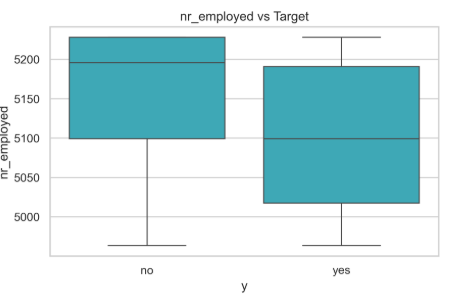 nr_employed vs Target
5200
5150
5100
5050
5000
nr_employed
no yes
y